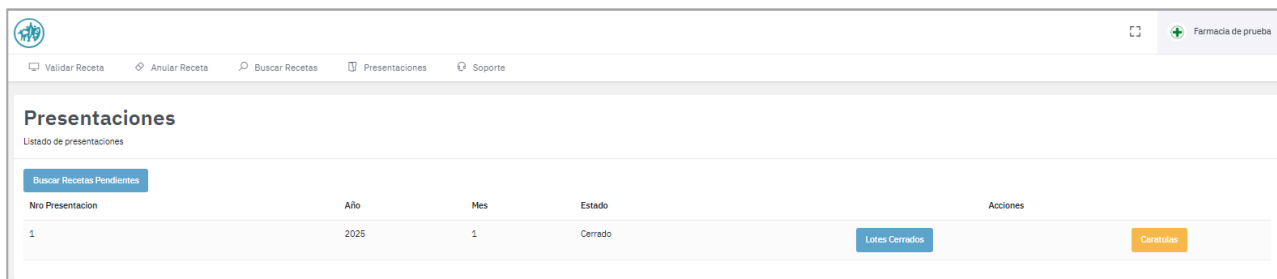 Farmacia de prueba
Validar Receta Anular Receta Buscar Recetas Presentaciones Soporte
Presentaciones
Listado de presentaciones
Buscar Recetas Pendientes
Nro Presentacion Año Mes Estado Acciones
1 2025 1 Cerrado Lotes Cerrados Caratulas